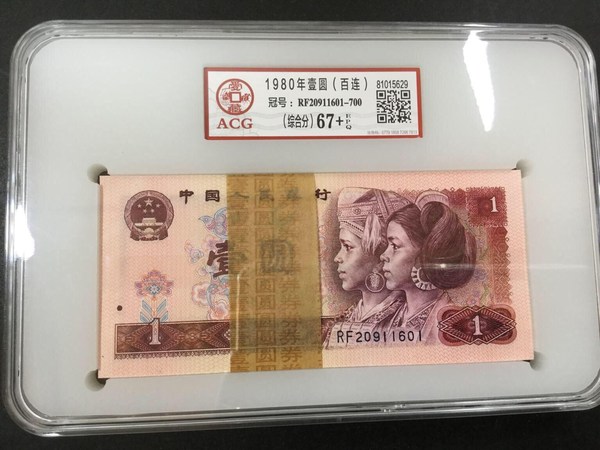 1980年壹圆(百连)
81015629
冠号: RF20911601-700
(综合分) 67+ EPQ
ACG
中国人民银行
1
壹圆
1
1
RF20911601